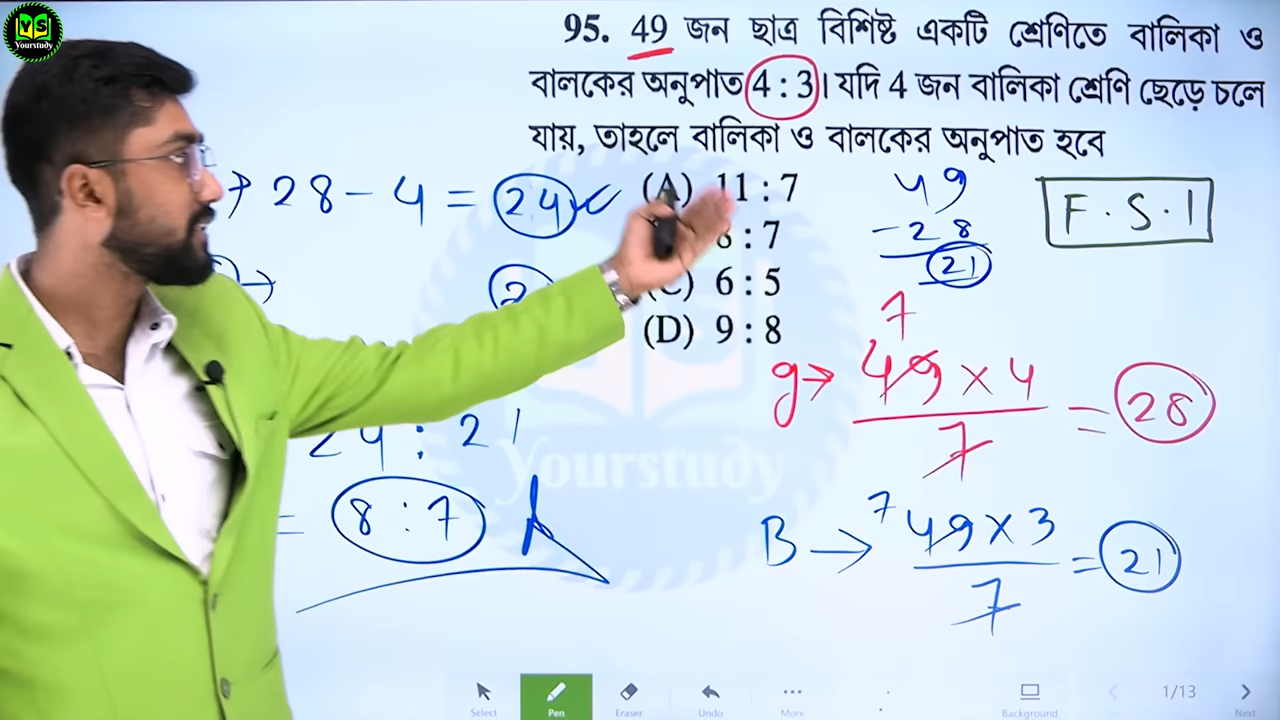 YS
Yourstudy
95. 49 জন ছাত্র বিশিষ্ট একটি শ্রেণিতে বালিকা ও
বালকের অনুপাত 4 : 3। যদি 4 জন বালিকা শ্রেণি ছেড়ে চলে
যায়, তাহলে বালিকা ও বালকের অনুপাত হবে
(A) 11 : 7
8 : 7
(C) 6 : 5
(D) 9 : 8
→ 28 - 4 = 24
→
24 : 21
= 8 : 7
49
- 28
21
F.S.I
7
g → 49 × 4 = 28
7
B → 7 49 × 3 = 21
7
Yourstudy
Select
Pen
Eraser
Undo
More
Background
1/13
Next